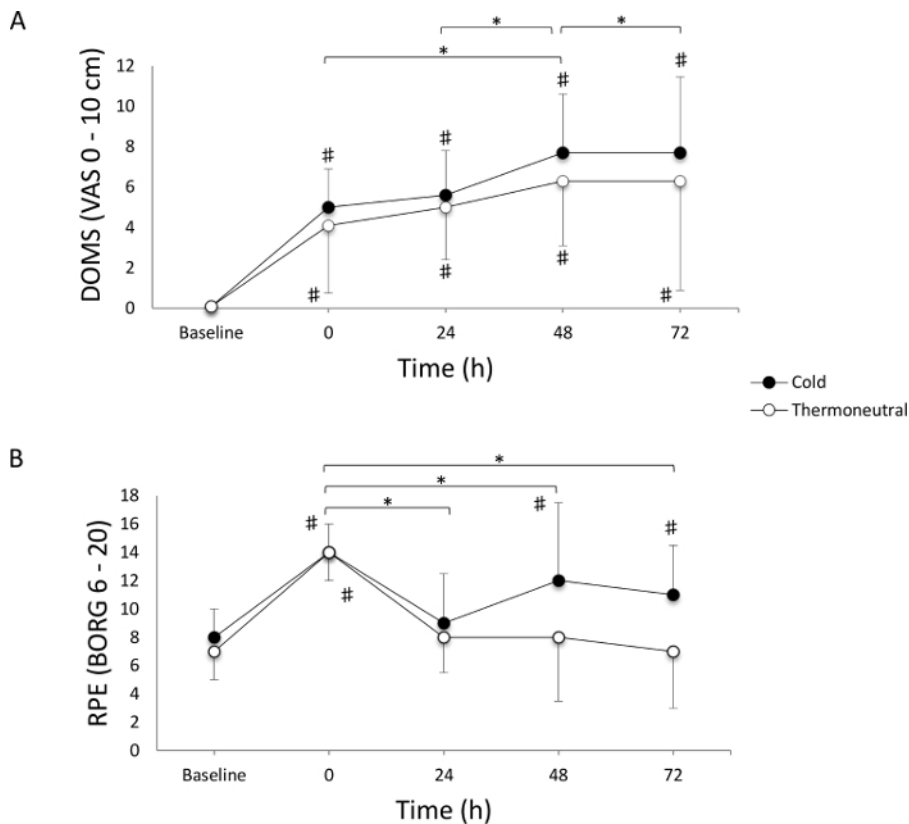 A
* *
*
#
#
12
10
8
6
4
2
0
DOMS (VAS 0 - 10 cm)
# #
# #
# #
Baseline 0 24 48 72
Time (h)
Cold
Thermoneutral
B
*
*
*
18
16
14
12
10
8
6
4
2
0
RPE (BORG 6 - 20)
# # #
#
Baseline 0 24 48 72
Time (h)